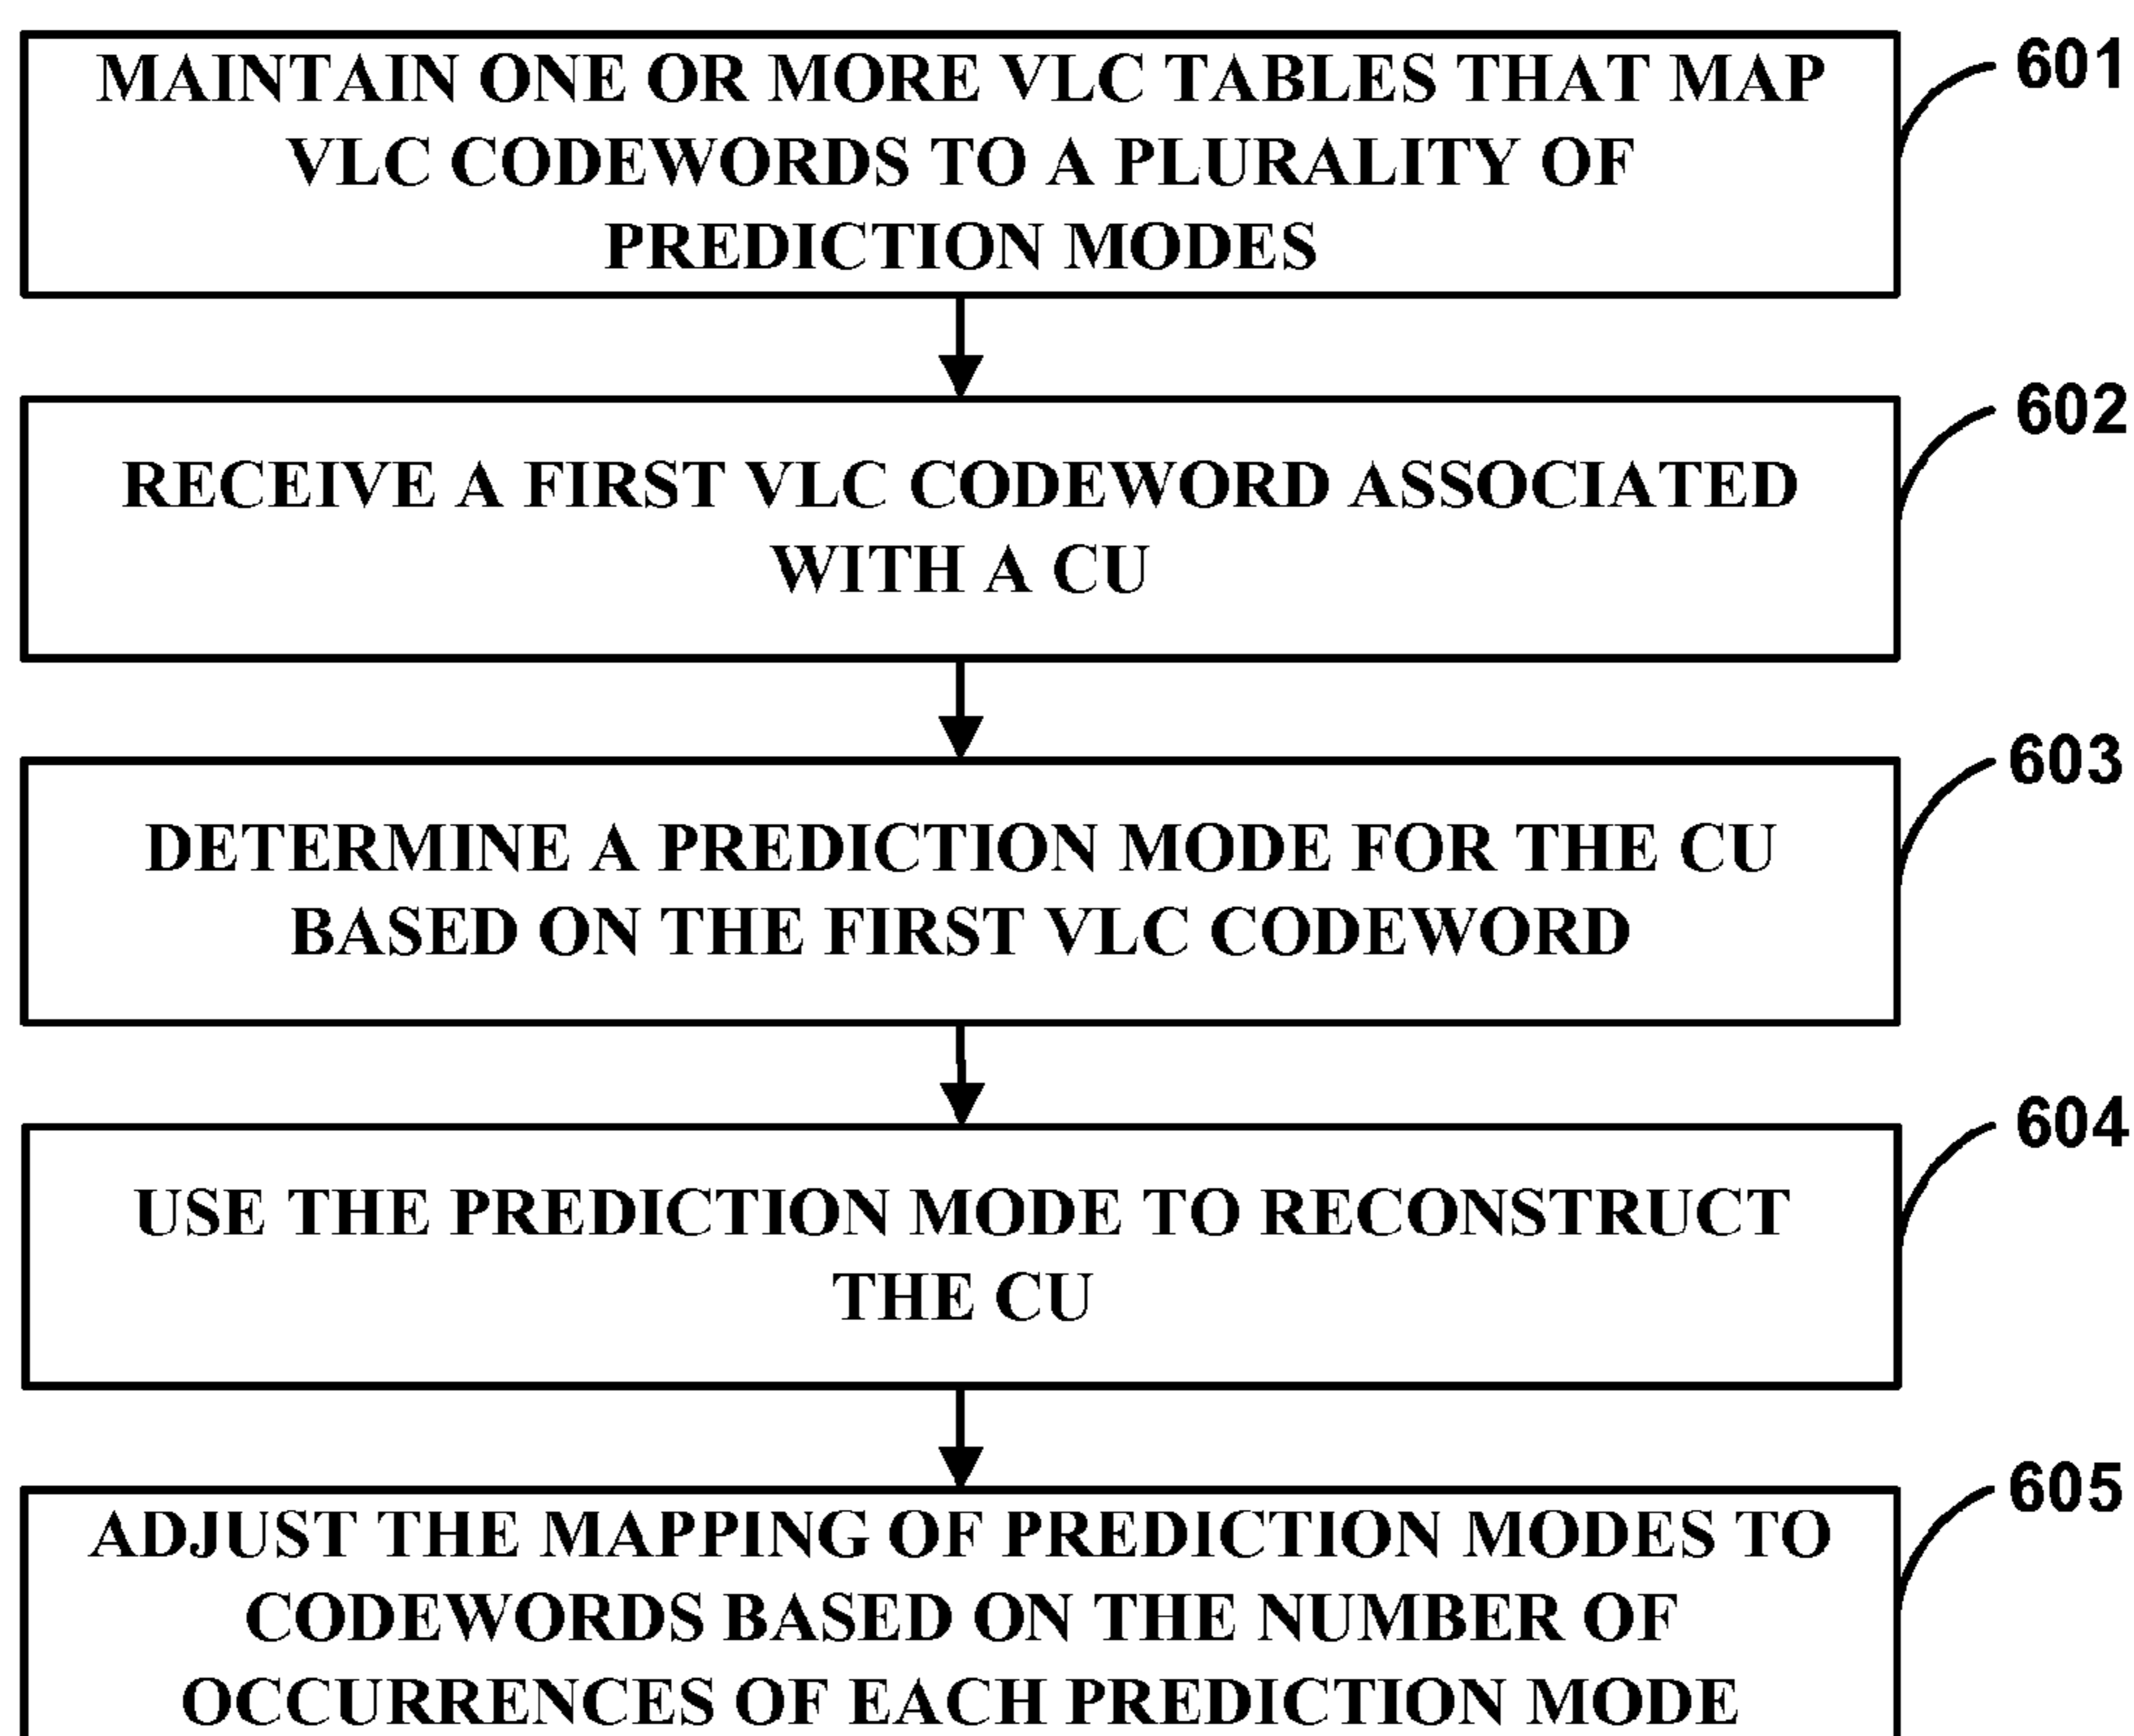 MAINTAIN ONE OR MORE VLC TABLES THAT MAP
VLC CODEWORDS TO A PLURALITY OF
PREDICTION MODES
601
RECEIVE A FIRST VLC CODEWORD ASSOCIATED
WITH A CU
602
DETERMINE A PREDICTION MODE FOR THE CU
BASED ON THE FIRST VLC CODEWORD
603
USE THE PREDICTION MODE TO RECONSTRUCT
THE CU
604
ADJUST THE MAPPING OF PREDICTION MODES TO
CODEWORDS BASED ON THE NUMBER OF
OCCURRENCES OF EACH PREDICTION MODE
605